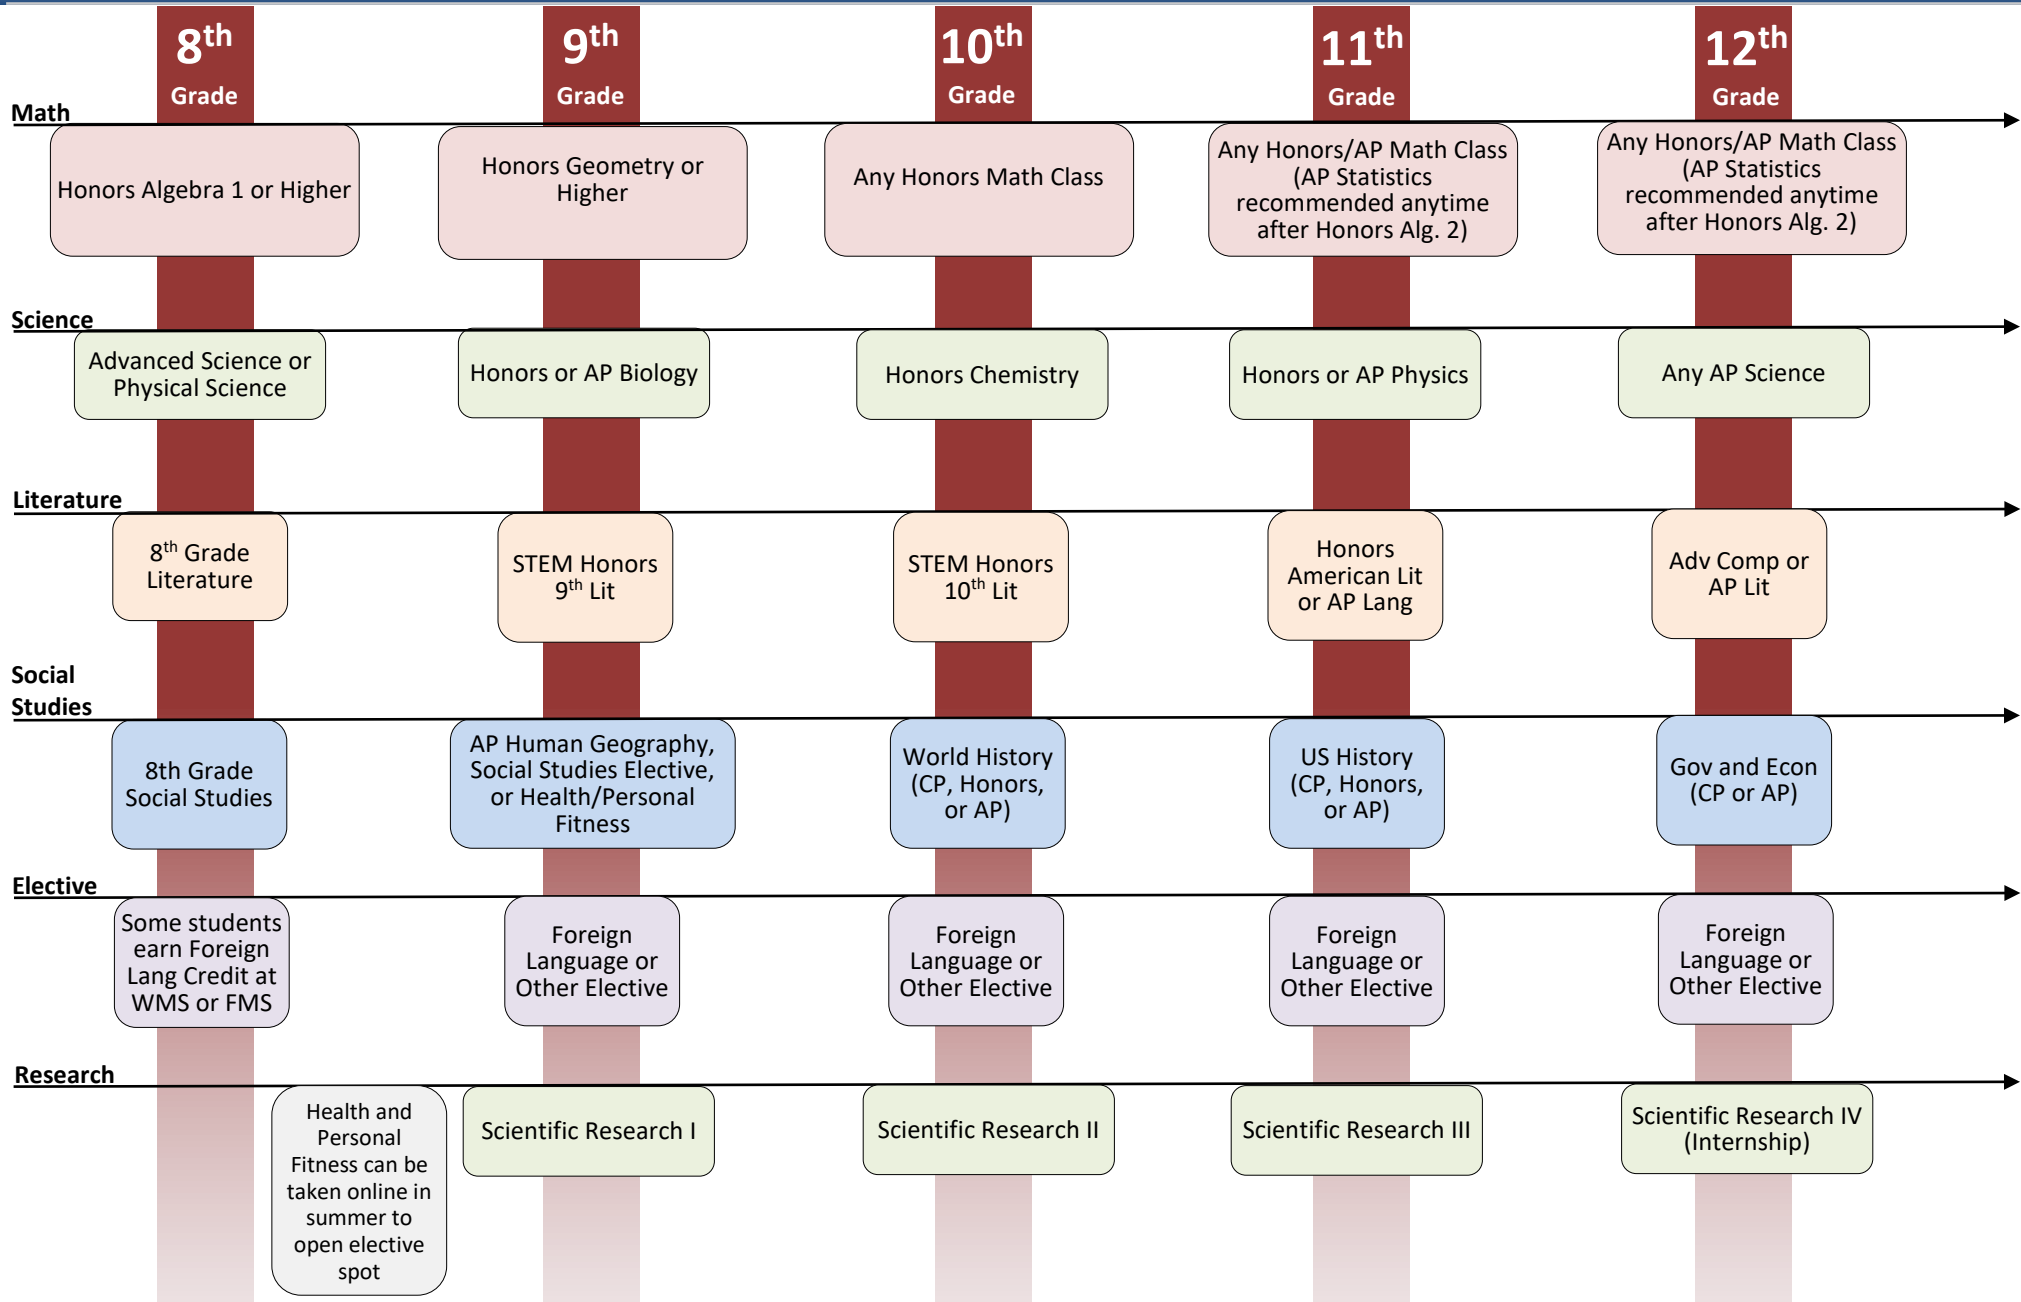 8th
Grade
9th
Grade
10th
Grade
11th
Grade
12th
Grade
Math
Honors Algebra 1 or Higher
Honors Geometry or
Higher
Any Honors Math Class
Any Honors/AP Math Class
(AP Statistics
recommended anytime
after Honors Alg. 2)
Any Honors/AP Math Class
(AP Statistics
recommended anytime
after Honors Alg. 2)
Science
Advanced Science or
Physical Science
Honors or AP Biology
Honors Chemistry
Honors or AP Physics
Any AP Science
Literature
8th Grade
Literature
STEM Honors
9th Lit
STEM Honors
10th Lit
Honors
American Lit
or AP Lang
Adv Comp or
AP Lit
Social
Studies
8th Grade
Social Studies
AP Human Geography,
Social Studies Elective,
or Health/Personal
Fitness
World History
(CP, Honors,
or AP)
US History
(CP, Honors,
or AP)
Gov and Econ
(CP or AP)
Elective
Some students
earn Foreign
Lang Credit at
WMS or FMS
Foreign
Language or
Other Elective
Foreign
Language or
Other Elective
Foreign
Language or
Other Elective
Foreign
Language or
Other Elective
Research
Health and
Personal
Fitness can be
taken online in
summer to
open elective
spot
Scientific Research I
Scientific Research II
Scientific Research III
Scientific Research IV
(Internship)